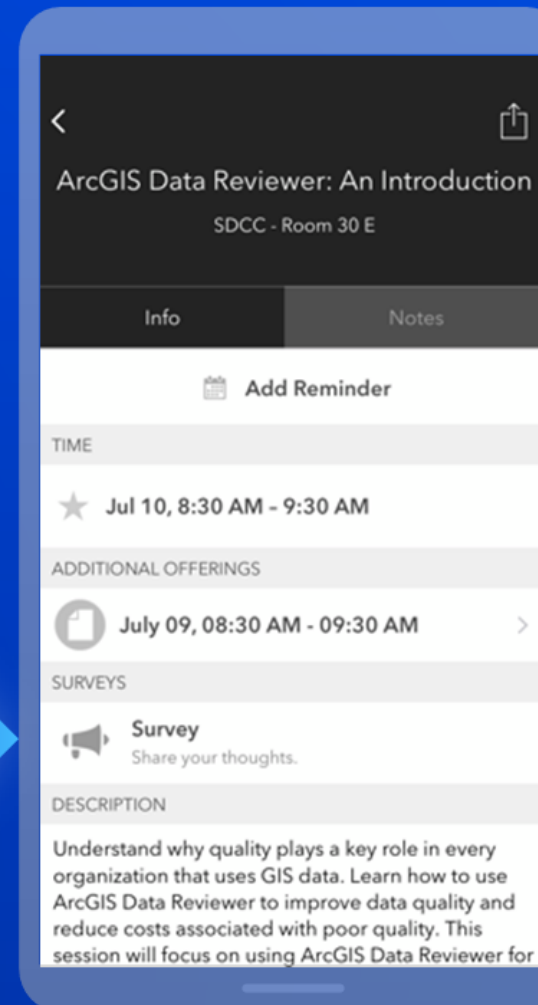 ArcGIS Data Reviewer: An Introduction
SDCC - Room 30 E
Info
Notes
Add Reminder
TIME
Jul 10, 8:30 AM – 9:30 AM
ADDITIONAL OFFERINGS
July 09, 08:30 AM - 09:30 AM
SURVEYS
Survey
Share your thoughts.
DESCRIPTION
Understand why quality plays a key role in every
organization that uses GIS data. Learn how to use
ArcGIS Data Reviewer to improve data quality and
reduce costs associated with poor quality. This
session will focus on using ArcGIS Data Reviewer for